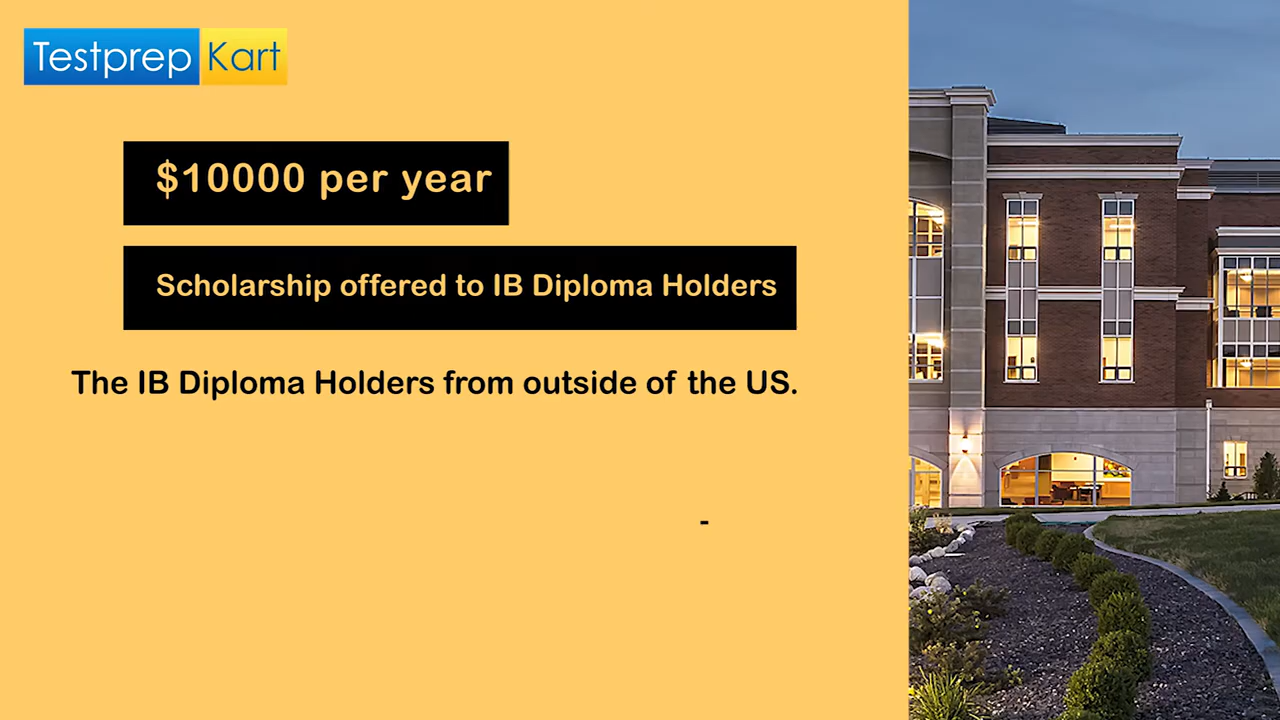 Testprep Kart
$10000 per year
Scholarship offered to IB Diploma Holders
The IB Diploma Holders from outside of the US.
-